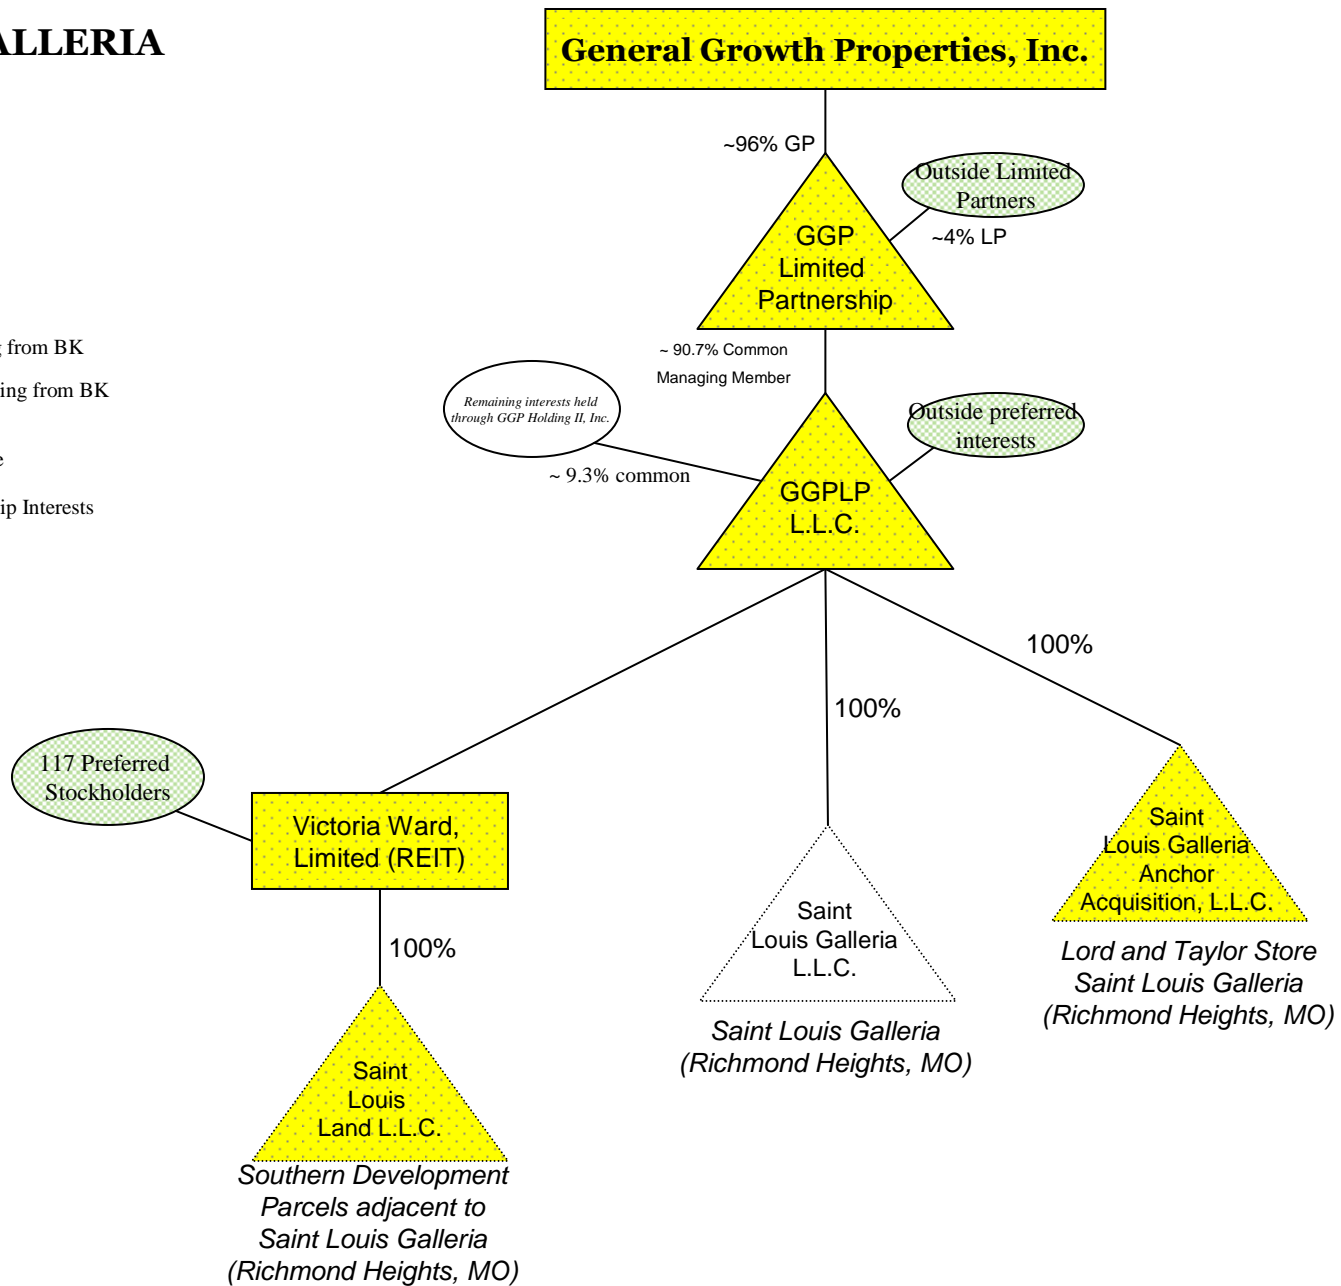 ALLERIA
General Growth Properties, Inc.
~96% GP
Outside Limited
Partners
~4% LP
GGP
Limited
Partnership
from BK
ing from BK
ip Interests
~ 90.7% Common
Managing Member
Remaining interests held
through GGP Holding II, Inc.
~ 9.3% common
Outside preferred
interests
GGPLP
L.L.C.
100%
100%
117 Preferred
Stockholders
Victoria Ward,
Limited (REIT)
100%
Saint
Louis Galleria
L.L.C.
Saint Louis Galleria
(Richmond Heights, MO)
Saint
Louis Galleria
Anchor
Acquisition, L.L.C.
Lord and Taylor Store
Saint Louis Galleria
(Richmond Heights, MO)
Saint
Louis
Land L.L.C.
Southern Development
Parcels adjacent to
Saint Louis Galleria
(Richmond Heights, MO)